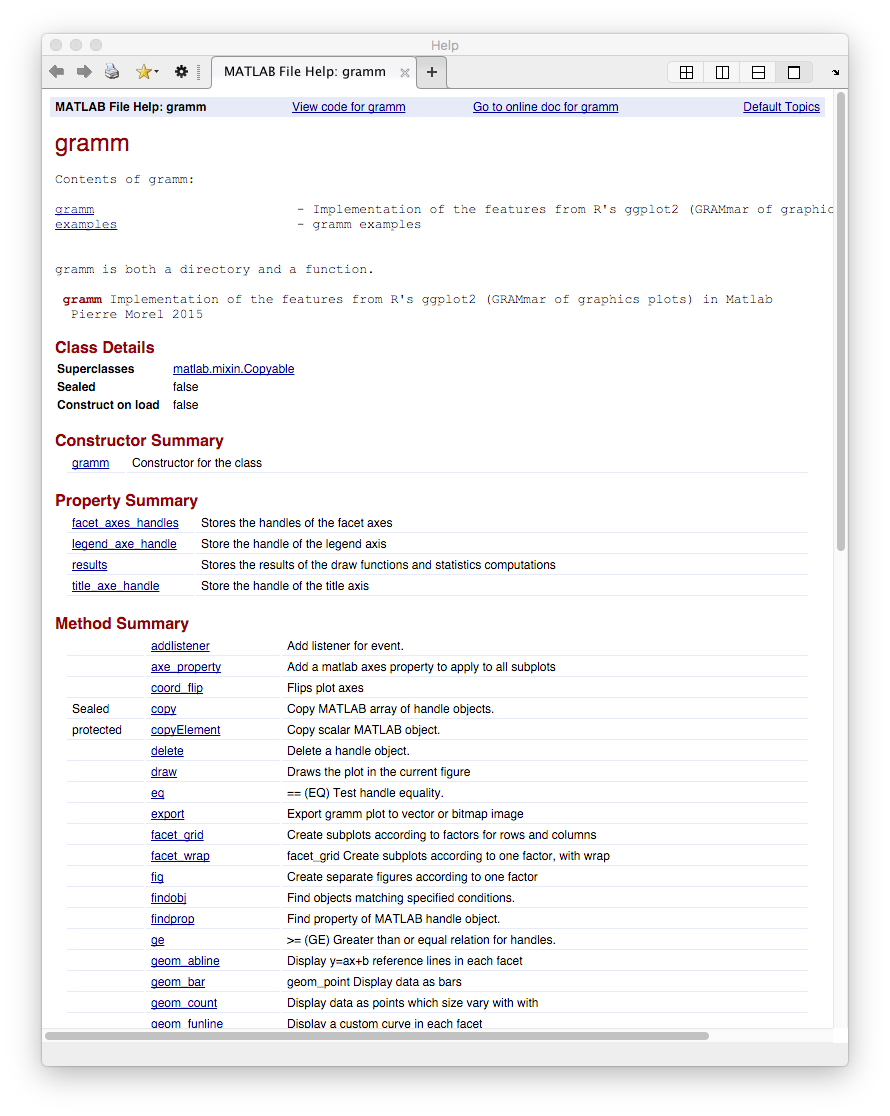 Help
MATLAB File Help: gramm
MATLAB File Help: gramm View code for gramm Go to online doc for gramm Default Topics
gramm
Contents of gramm:
gramm - Implementation of the features from R's ggplot2 (GRAMmar of graphic
examples - gramm examples
gramm is both a directory and a function.
gramm Implementation of the features from R's ggplot2 (GRAMmar of graphics plots) in Matlab
Pierre Morel 2015
Class Details
Superclasses matlab.mixin.Copyable
Sealed false
Construct on load false
Constructor Summary
gramm Constructor for the class
Property Summary
facet_axes_handles Stores the handles of the facet axes
legend_axe_handle Store the handle of the legend axis
results Stores the results of the draw functions and statistics computations
title_axe_handle Store the handle of the title axis
Method Summary
addlistener Add listener for event.
axe_property Add a matlab axes property to apply to all subplots
coord_flip Flips plot axes
Sealed copy Copy MATLAB array of handle objects.
protected copyElement Copy scalar MATLAB object.
delete Delete a handle object.
draw Draws the plot in the current figure
eq == (EQ) Test handle equality.
export Export gramm plot to vector or bitmap image
facet_grid Create subplots according to factors for rows and columns
facet_wrap facet_grid Create subplots according to one factor, with wrap
fig Create separate figures according to one factor
findobj Find objects matching specified conditions.
findprop Find property of MATLAB handle object.
ge >= (GE) Greater than or equal relation for handles.
geom_abline Display y=ax+b reference lines in each facet
geom_bar geom_point Display data as bars
geom_count Display data as points which size vary with with
geom_funline Display a custom curve in each facet